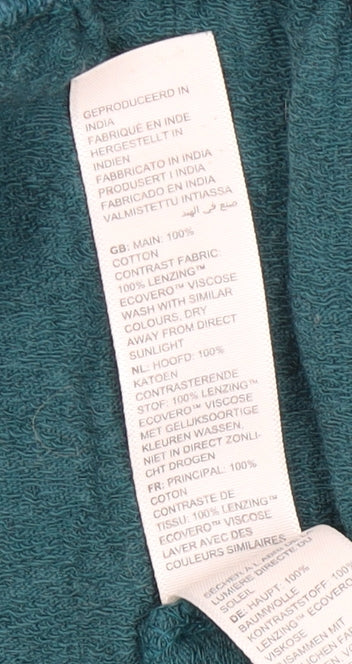 GEPRODUCEERD IN
INDIA
FABRIQUÉ EN INDE
HERGESTELLT IN
INDIEN
FABBRICATO IN INDIA
PRODUSERT I INDIA
FABRICADO EN INDIA
VALMISTETTU INTIASSA
صنع في الهند
GB: MAIN: 100%
COTTON
CONTRAST FABRIC:
100% LENZING™
ECOVERO™ VISCOSE
WASH WITH SIMILAR
COLOURS. DRY
AWAY FROM DIRECT
SUNLIGHT
NL: HOOFD: 100%
KATOEN
CONTRASTERENDE
STOF: 100% LENZING™
ECOVERO™ VISCOSE
MET GELIJKSOORTIGE
KLEUREN WASSEN,
NIET IN DIRECT ZONLI-
CHT DROGEN
FR: PRINCIPAL: 100%
COTON
CONTRASTE DE
TISSU: 100% LENZING™
ECOVERO™ VISCOSE
LAVER AVEC DES
COULEURS SIMILAIRES
LUMIÈRE DIRECTE DU
SOLEIL
DE: HAUPT: 100%
BAUMWOLLE
KONTRASTSTOFF: 100%
LENZING™ ECOVERO
VISKOSE